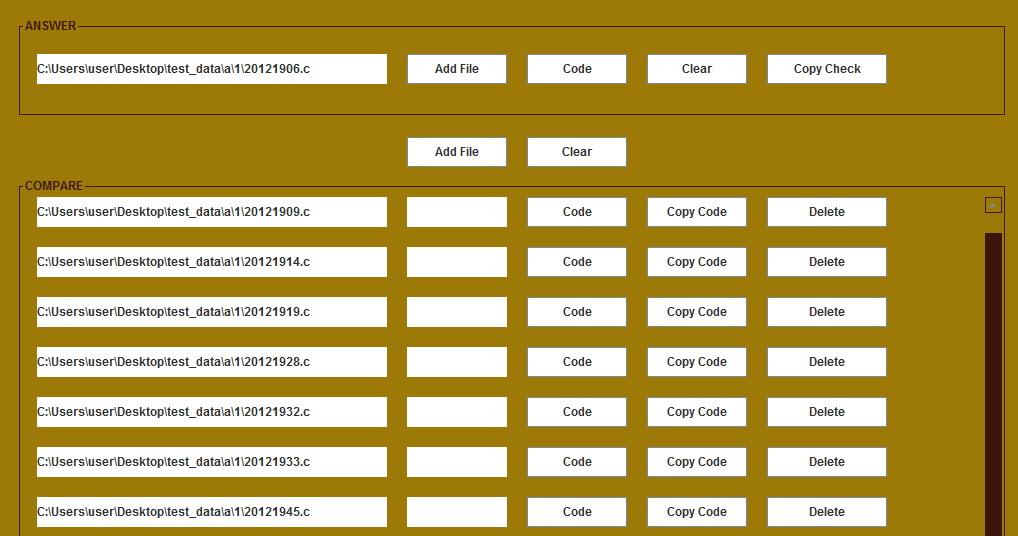 ANSWER
C:\Users\user\Desktop\test_data\a\1\20121906.c Add File Code Clear Copy Check
Add File Clear
COMPARE
C:\Users\user\Desktop\test_data\a\1\20121909.c Code Copy Code Delete
C:\Users\user\Desktop\test_data\a\1\20121914.c Code Copy Code Delete
C:\Users\user\Desktop\test_data\a\1\20121919.c Code Copy Code Delete
C:\Users\user\Desktop\test_data\a\1\20121928.c Code Copy Code Delete
C:\Users\user\Desktop\test_data\a\1\20121932.c Code Copy Code Delete
C:\Users\user\Desktop\test_data\a\1\20121933.c Code Copy Code Delete
C:\Users\user\Desktop\test_data\a\1\20121945.c Code Copy Code Delete